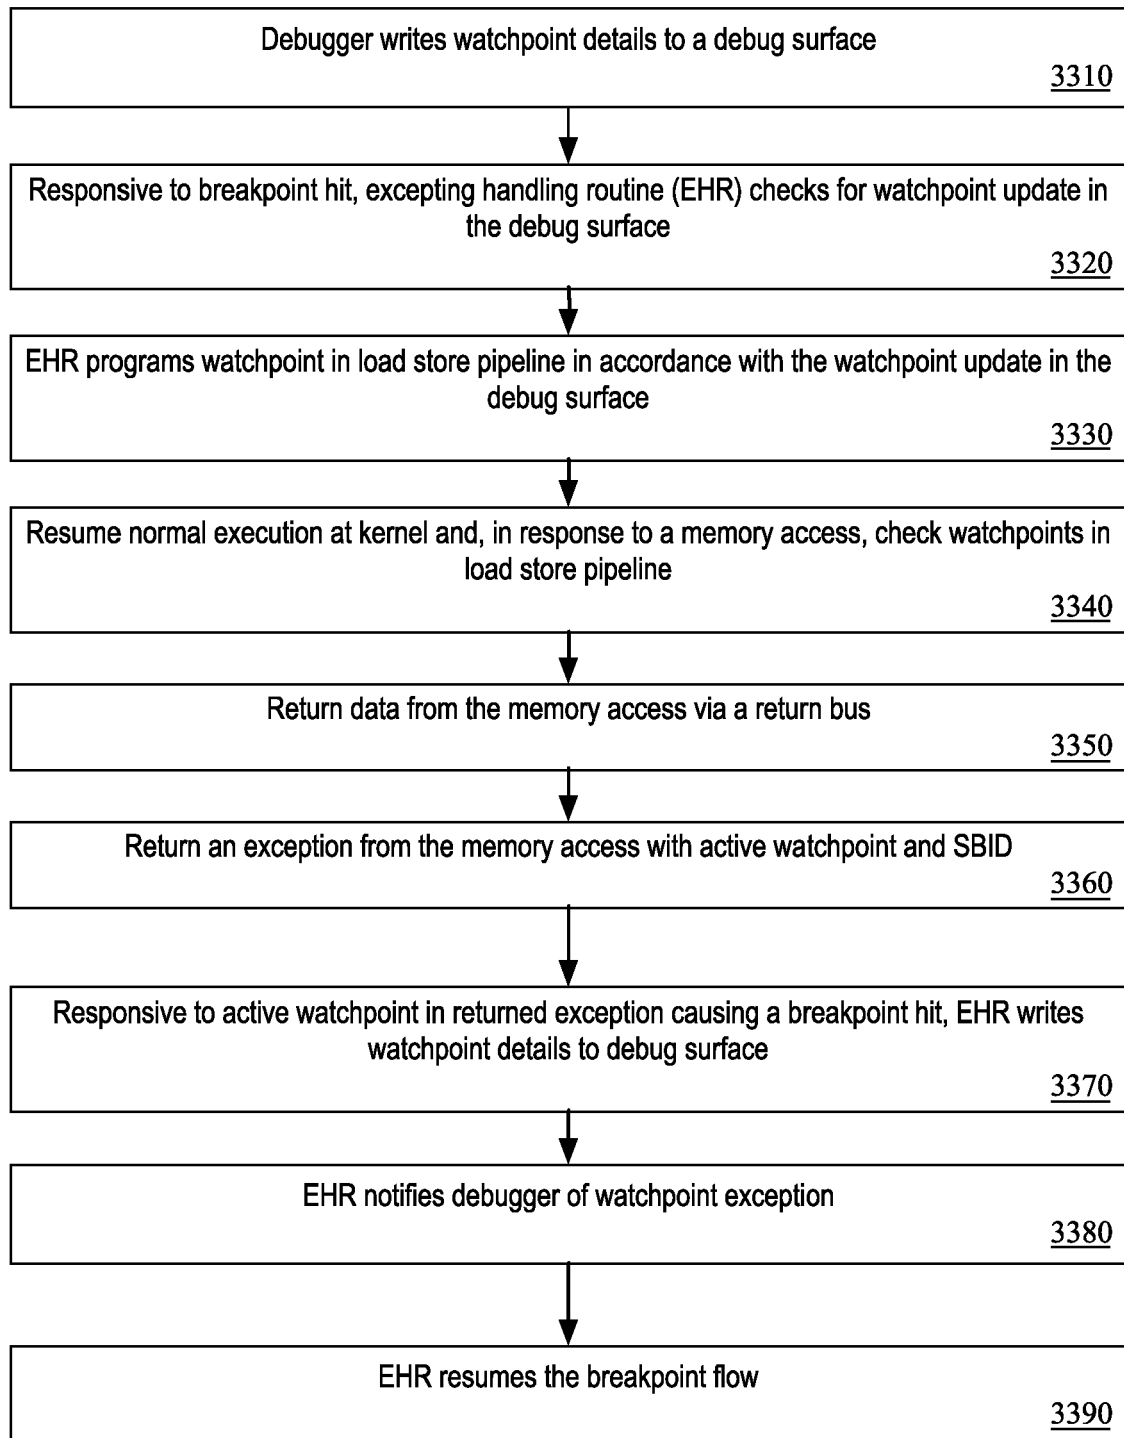 Debugger writes watchpoint details to a debug surface
3310
Responsive to breakpoint hit, excepting handling routine (EHR) checks for watchpoint update in
the debug surface
3320
EHR programs watchpoint in load store pipeline in accordance with the watchpoint update in the
debug surface
3330
Resume normal execution at kernel and, in response to a memory access, check watchpoints in
load store pipeline
3340
Return data from the memory access via a return bus
3350
Return an exception from the memory access with active watchpoint and SBID
3360
Responsive to active watchpoint in returned exception causing a breakpoint hit, EHR writes
watchpoint details to debug surface
3370
EHR notifies debugger of watchpoint exception
3380
EHR resumes the breakpoint flow
3390